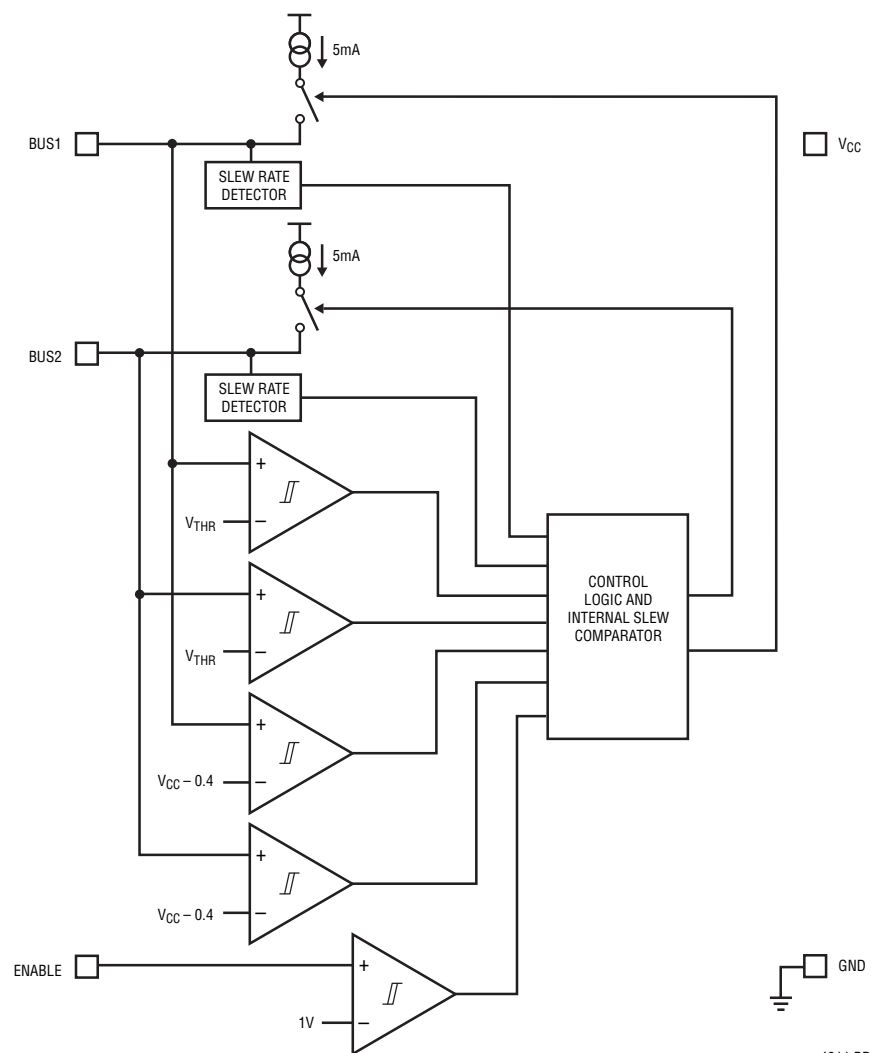 5mA
BUS1
VCC
SLEW RATE
DETECTOR
5mA
BUS2
SLEW RATE
DETECTOR
+
VTHR –
+
VTHR –
CONTROL
LOGIC AND
INTERNAL SLEW
COMPARATOR
+
VCC – 0.4 –
+
VCC – 0.4 –
ENABLE
+
1V –
GND